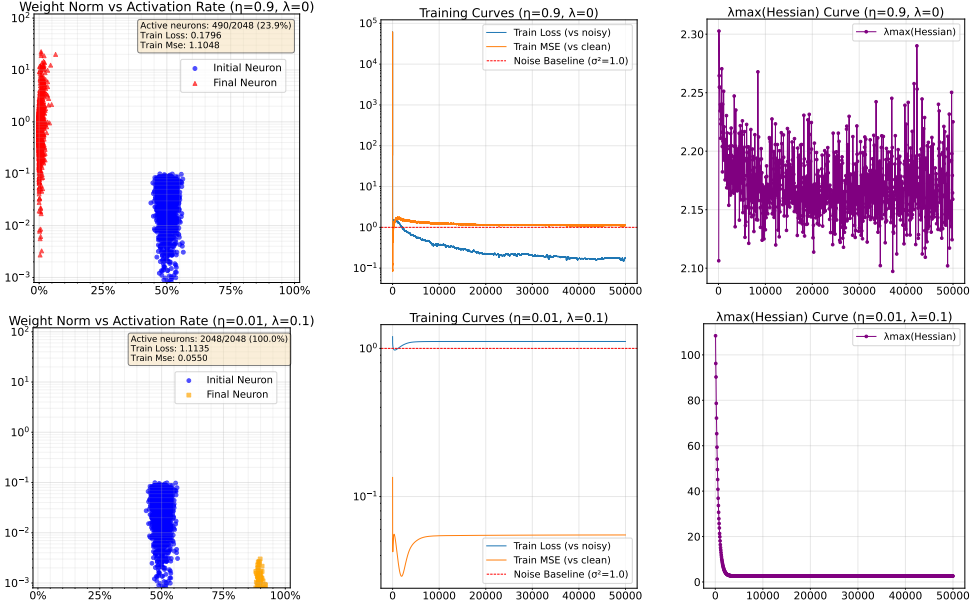 Weight Norm vs Activation Rate (η=0.9, λ=0)
Active neurons: 490/2048 (23.9%)
Train Loss: 0.1796
Train Mse: 1.1048
Initial Neuron
Final Neuron
10¹
10⁰
10⁻¹
10⁻²
10⁻³
0% 25% 50% 75% 100%
Training Curves (η=0.9, λ=0)
Train Loss (vs noisy)
Train MSE (vs clean)
Noise Baseline (σ²=1.0)
10⁵
10⁴
10³
10²
10¹
10⁰
10⁻¹
0 10000 20000 30000 40000 50000
λmax(Hessian) Curve (η=0.9, λ=0)
λmax(Hessian)
2.30
2.25
2.20
2.15
2.10
0 10000 20000 30000 40000 50000
Weight Norm vs Activation Rate (η=0.01, λ=0.1)
Active neurons: 2048/2048 (100.0%)
Train Loss: 1.1135
Train Mse: 0.0550
Initial Neuron
Final Neuron
10²
10¹
10⁰
10⁻¹
10⁻²
10⁻³
0% 25% 50% 75% 100%
Training Curves (η=0.01, λ=0.1)
10⁰
10⁻¹
Train Loss (vs noisy)
Train MSE (vs clean)
Noise Baseline (σ²=1.0)
0 10000 20000 30000 40000 50000
λmax(Hessian) Curve (η=0.01, λ=0.1)
λmax(Hessian)
100
80
60
40
20
0
0 10000 20000 30000 40000 50000